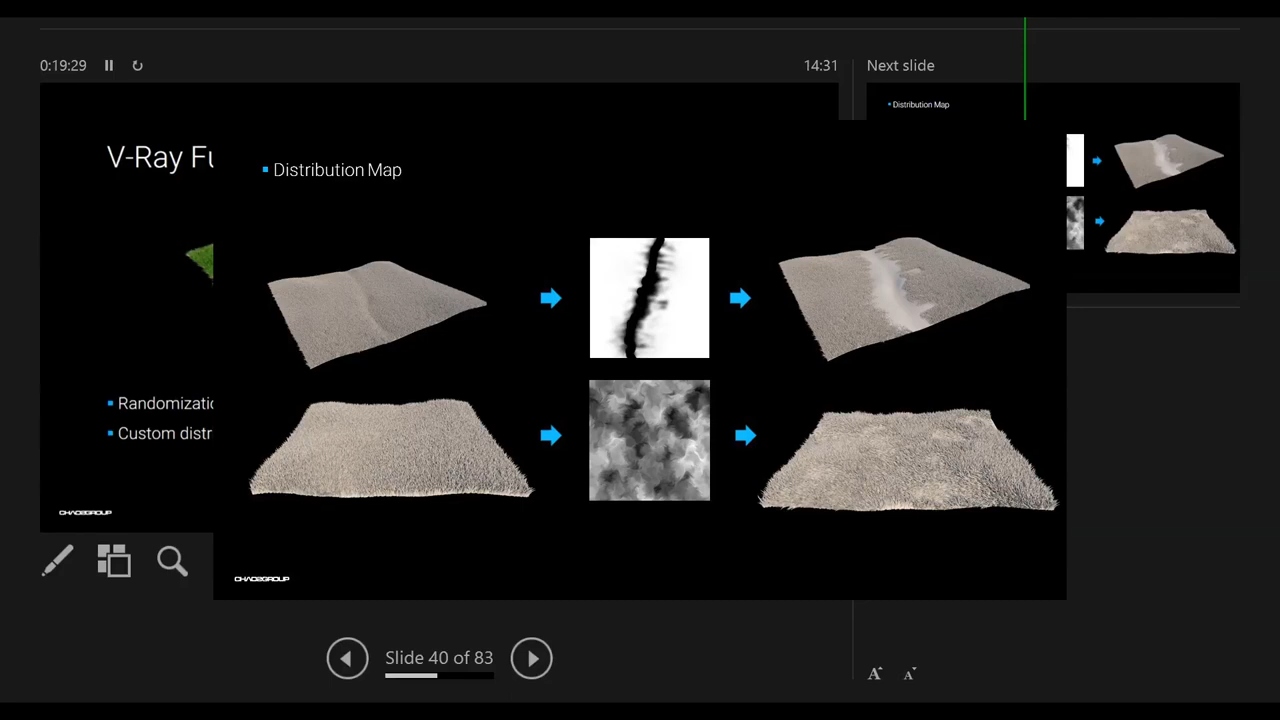 0:19:29
14:31
Next slide
V-Ray Fu
Distribution Map
Distribution Map
Randomizatio
Custom distr
CHAOSGROUP
CHAOSGROUP
Slide 40 of 83
A
A